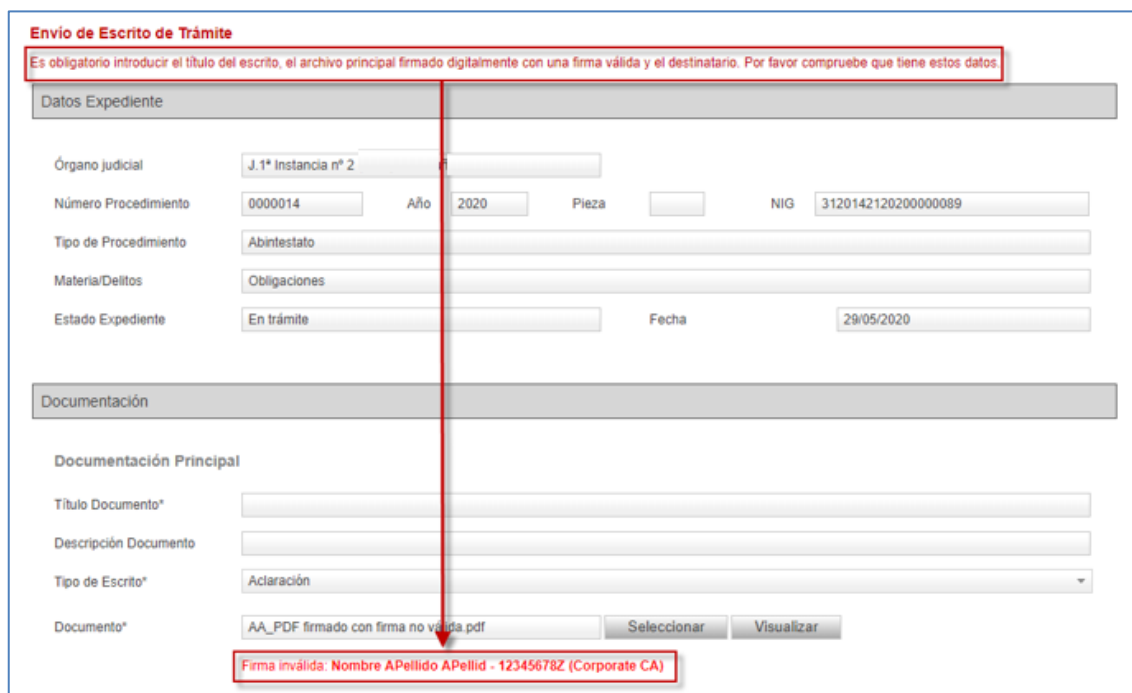 Envío de Escrito de Trámite
Es obligatorio introducir el título del escrito, el archivo principal firmado digitalmente con una firma válida y el destinatario. Por favor compruebe que tiene estos datos.
Datos Expediente
Órgano judicial J.1ª Instancia nº 2
Número Procedimiento 0000014 Año 2020 Pieza NIG 3120142120200000089
Tipo de Procedimiento Abintestato
Materia/Delitos Obligaciones
Estado Expediente En trámite Fecha 29/05/2020
Documentación
Documentación Principal
Título Documento*
Descripción Documento
Tipo de Escrito* Aclaración
Documento* AA_PDF firmado con firma no válida.pdf Seleccionar Visualizar
Firma inválida: Nombre APellido APellid - 12345678Z (Corporate CA)